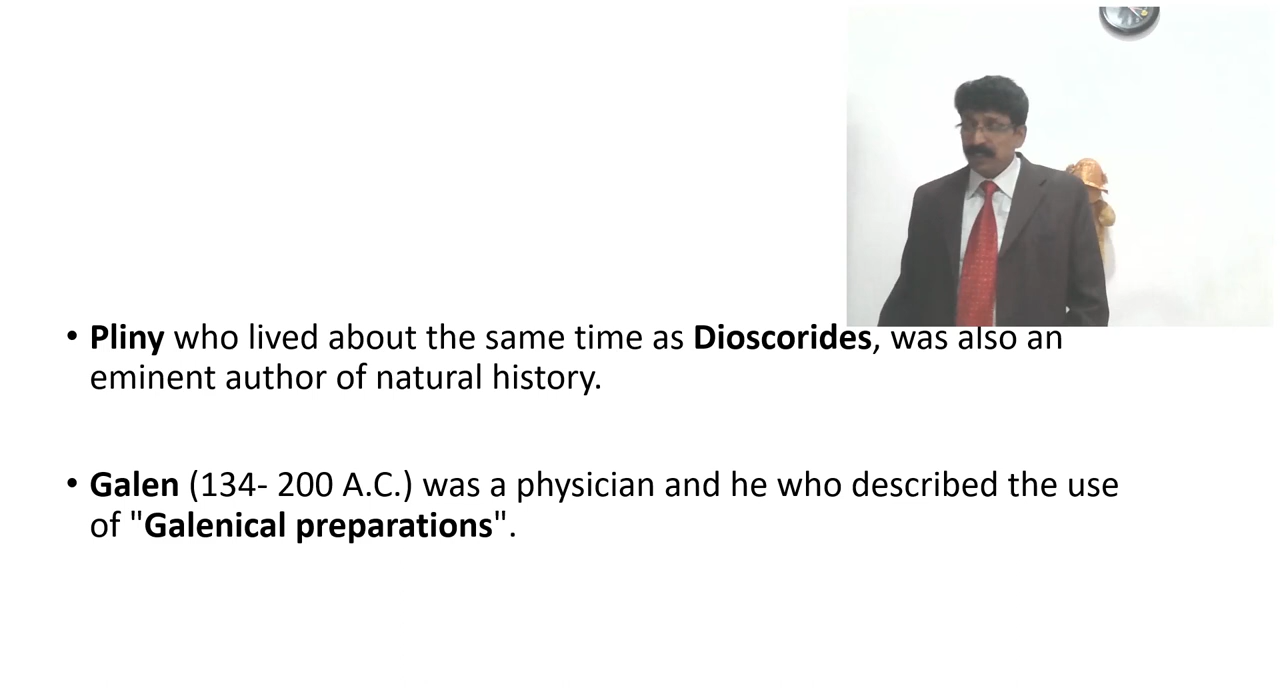 • Pliny who lived about the same time as Dioscorides, was also an
eminent author of natural history.
• Galen (134- 200 A.C.) was a physician and he who described the use
of "Galenical preparations".